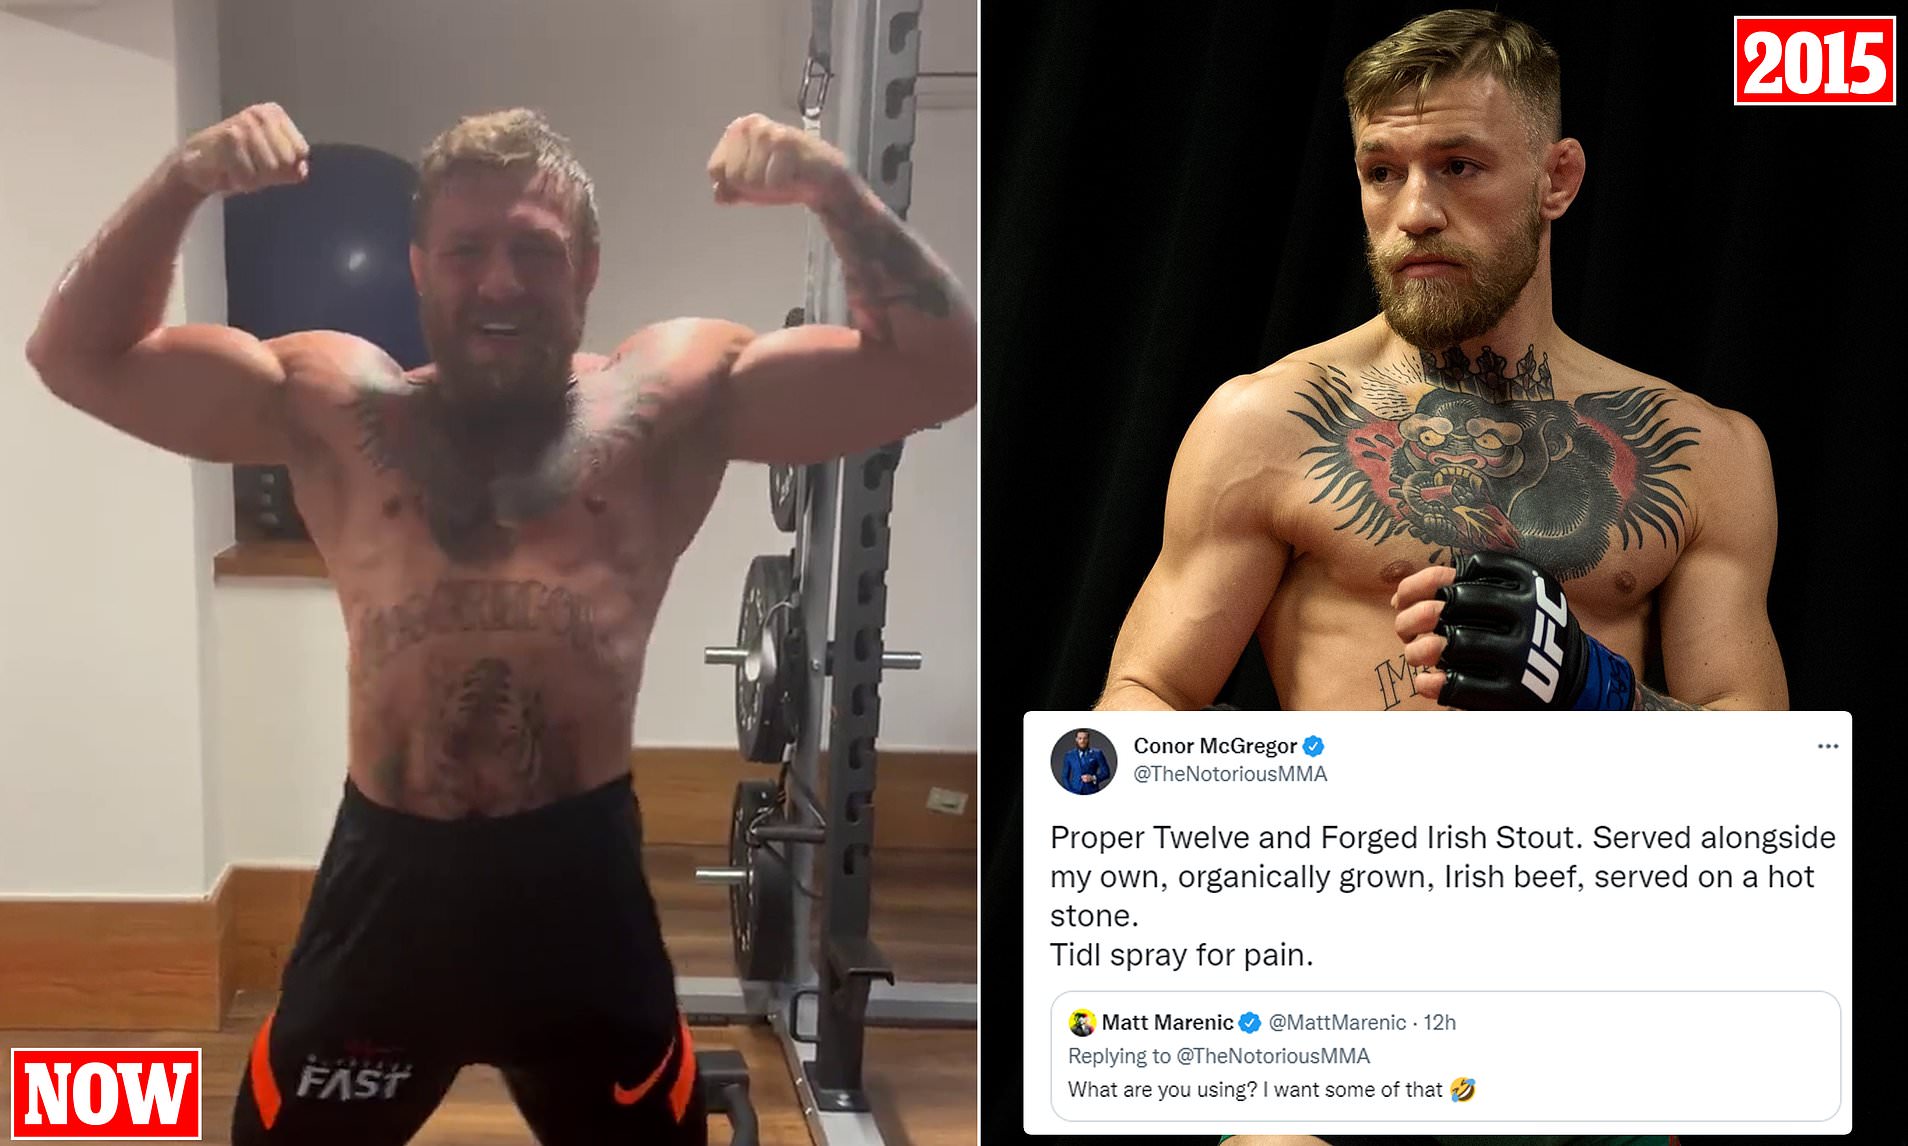 NOW
McGREGOR
McGREGOR FAST
2015
UFC
M
Conor McGregor
@TheNotoriousMMA
Proper Twelve and Forged Irish Stout. Served alongside
my own, organically grown, Irish beef, served on a hot
stone.
Tidl spray for pain.
Matt Marenic @MattMarenic · 12h
Replying to @TheNotoriousMMA
What are you using? I want some of that 🤣